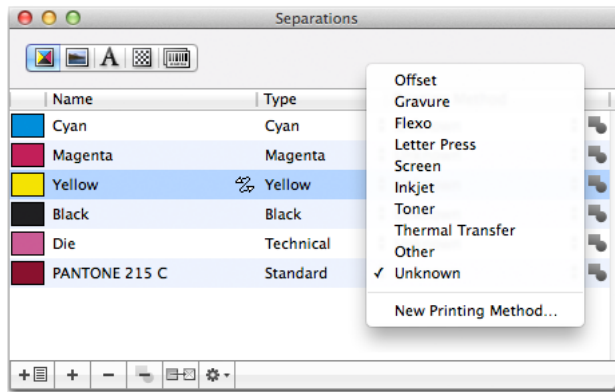 Separations
A
Name Type
Cyan Cyan
Magenta Magenta
Yellow Yellow
Black Black
Die Technical
PANTONE 215 C Standard
Offset
Gravure
Flexo
Letter Press
Screen
Inkjet
Toner
Thermal Transfer
Other
✓ Unknown
New Printing Method...